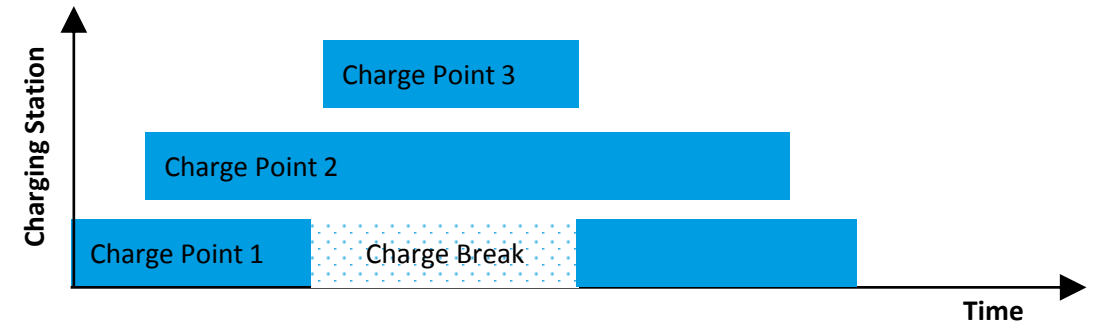 Charging Station
Charge Point 3
Charge Point 2
Charge Point 1
Charge Break
Time